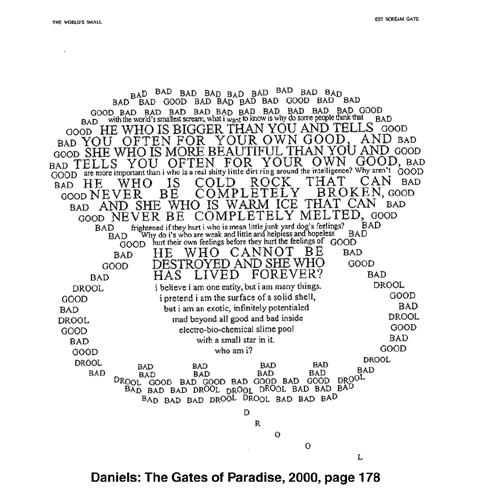 THE WORLD'S SMALL EST SCREAM GATE
BAD BAD BAD BAD BAD BAD BAD BAD BAD
BAD BAD GOOD BAD BAD BAD GOOD BAD BAD
GOOD BAD BAD BAD BAD BAD BAD BAD GOOD
BAD with the world's smallest scream, what i want to know is why do some people think that BAD
GOOD HE WHO IS BIGGER THAN YOU AND TELLS GOOD
BAD YOU OFTEN FOR YOUR OWN GOOD, AND BAD
GOOD SHE WHO IS MORE BEAUTIFUL THAN YOU AND GOOD
BAD TELLS YOU OFTEN FOR YOUR OWN GOOD, BAD
GOOD are more important than i who is a real shitty little dirt ring around the intelligence? Why aren't GOOD
BAD HE WHO IS COLD ROCK THAT CAN BAD
GOOD NEVER BE COMPLETELY BROKEN, GOOD
BAD AND SHE WHO IS WARM ICE THAT CAN BAD
GOOD NEVER BE COMPLETELY MELTED, GOOD
BAD frightened if they hurt i who is mean little junk yard dog's feelings? BAD
BAD Why do i's who are weak and little and helpless and hopeless BAD
GOOD hurt their own feelings before they hurt the feelings of GOOD
BAD HE WHO CANNOT BE BAD
GOOD DESTROYED AND SHE WHO GOOD
BAD HAS LIVED FOREVER? BAD
DROOL i believe i am one entity, but i am many things. DROOL
GOOD i pretend i am the surface of a solid shell, GOOD
BAD but i am an exotic, infinitely potentialed BAD
DROOL mad beyond all good and bad inside DROOL
GOOD electro-bio-chemical slime pool GOOD
BAD with a small star in it. BAD
GOOD who am i? GOOD
DROOL BAD BAD BAD BAD DROOL
BAD BAD BAD BAD BAD BAD
DROOL GOOD BAD GOOD BAD GOOD BAD GOOD DROOL
BAD BAD BAD DROOL BAD DROOL BAD DROOL BAD BAD
BAD BAD BAD DROOL DROOL BAD BAD BAD
D
R
O
O
L
Daniels: The Gates of Paradise, 2000, page 178